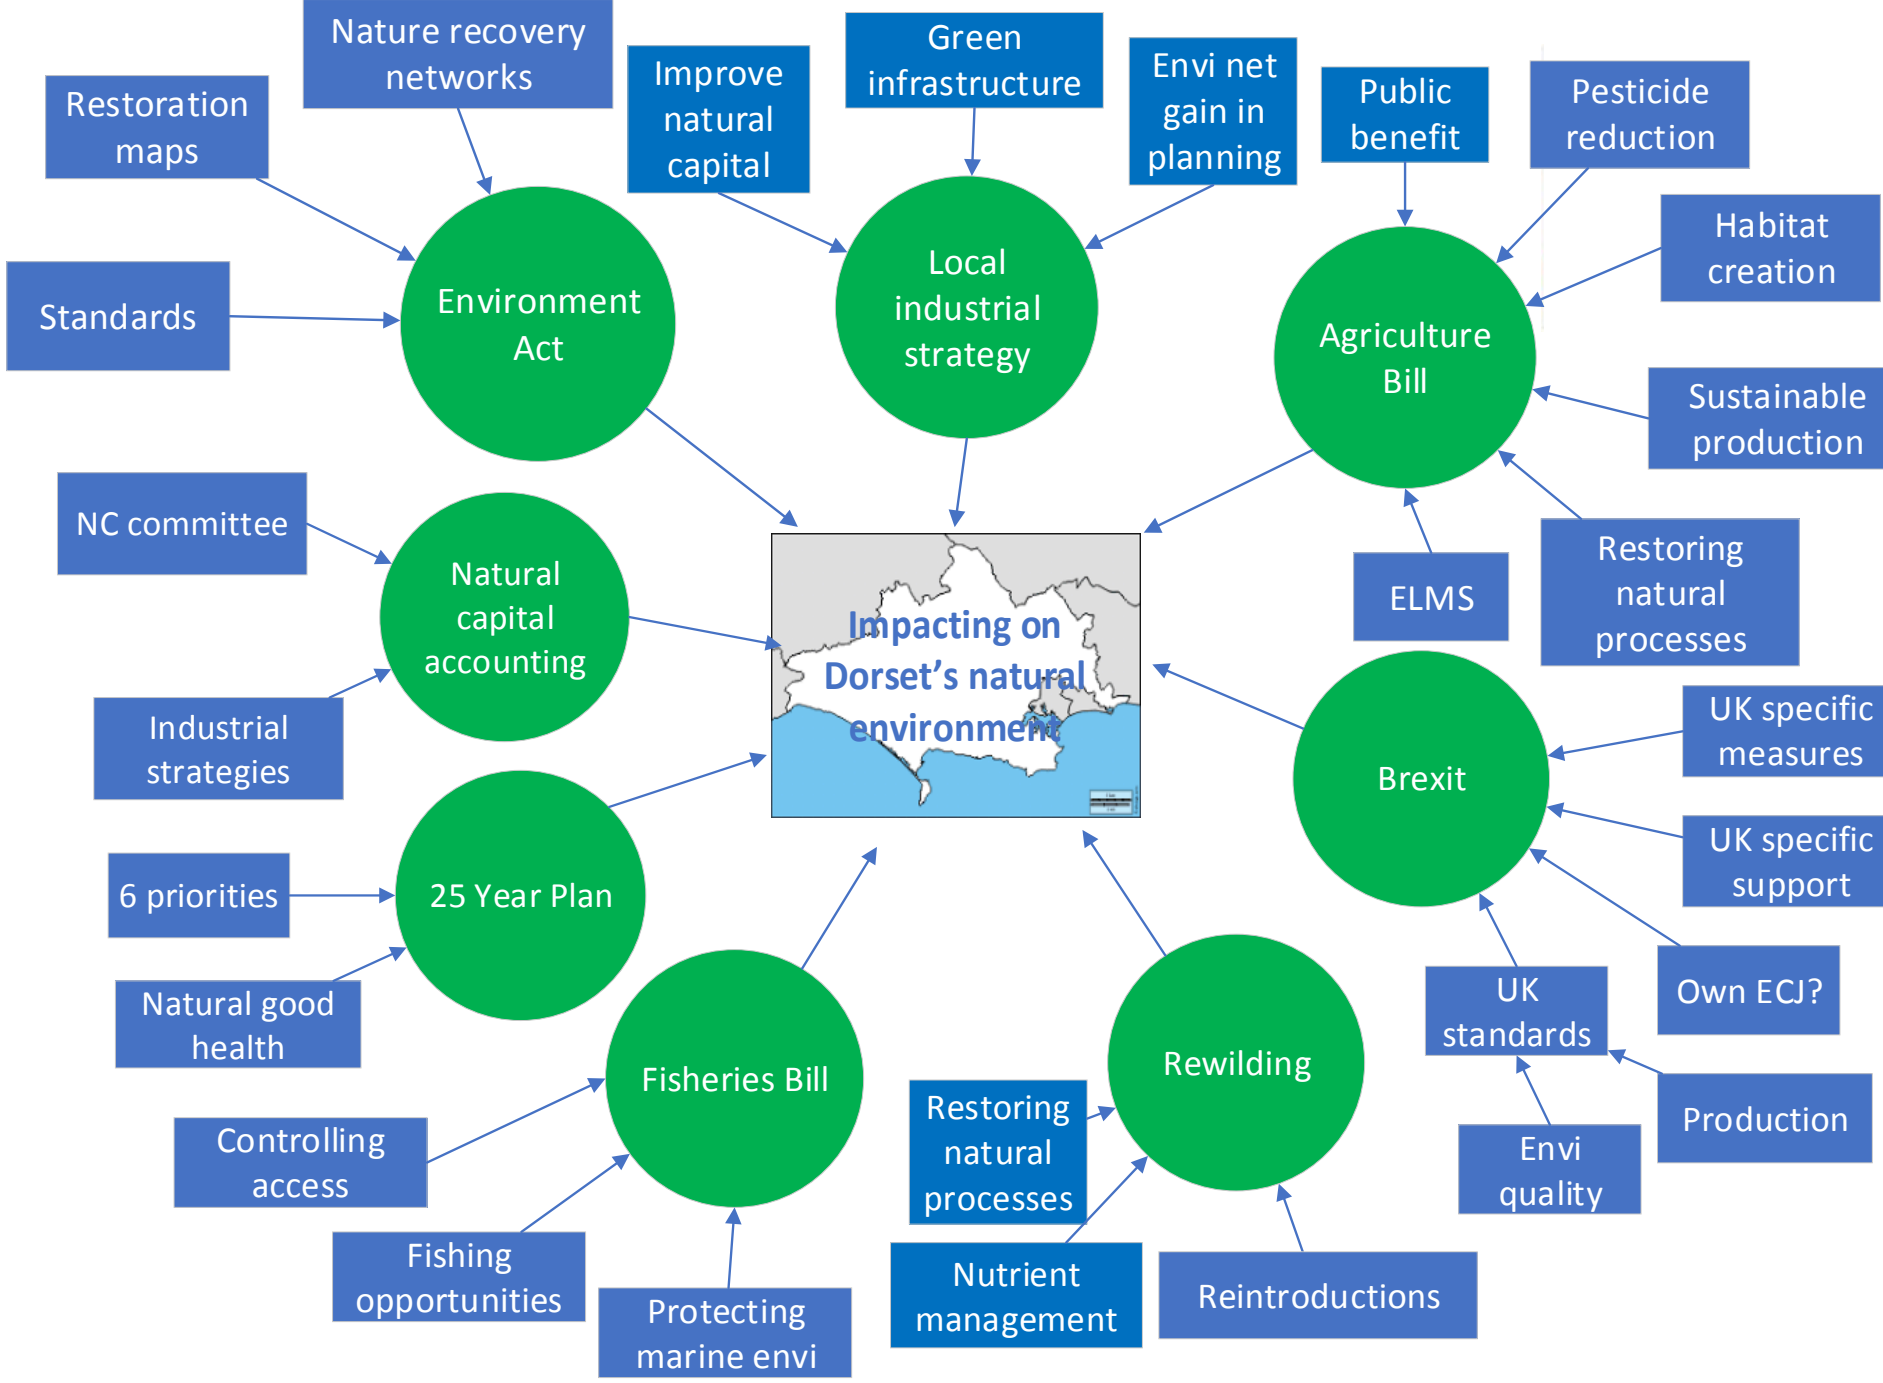 Nature recovery
networks
Restoration
maps
Standards
Environment
Act
Improve
natural
capital
Green
infrastructure
Envi net
gain in
planning
Local
industrial
strategy
Public
benefit
Pesticide
reduction
Habitat
creation
Sustainable
production
Restoring
natural
processes
ELMS
Agriculture
Bill
NC committee
Industrial
strategies
Natural
capital
accounting
Impacting on
Dorset’s natural
environment
6 priorities
Natural good
health
25 Year Plan
UK specific
measures
UK specific
support
Own ECJ?
UK
standards
Production
Envi
quality
Brexit
Controlling
access
Fishing
opportunities
Protecting
marine envi
Fisheries Bill
Restoring
natural
processes
Nutrient
management
Reintroductions
Rewilding